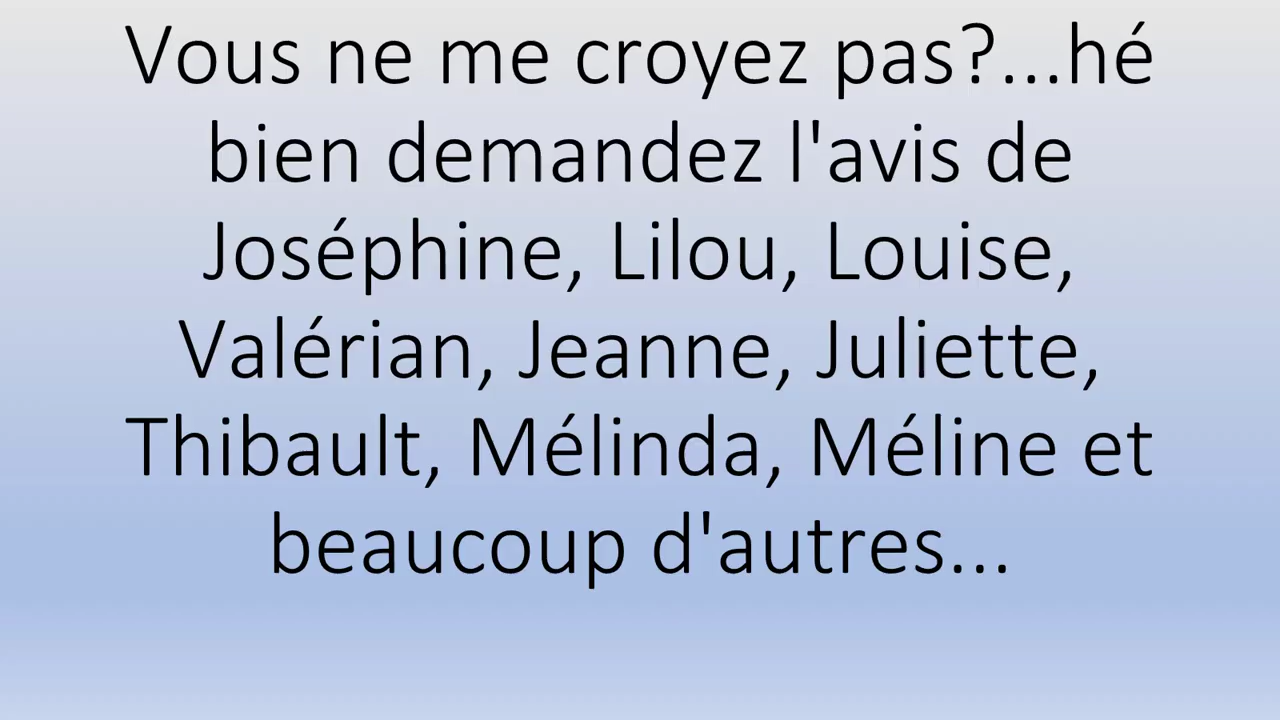 Vous ne me croyez pas?...hé
bien demandez l'avis de
Joséphine, Lilou, Louise,
Valérian, Jeanne, Juliette,
Thibault, Mélinda, Méline et
beaucoup d'autres...